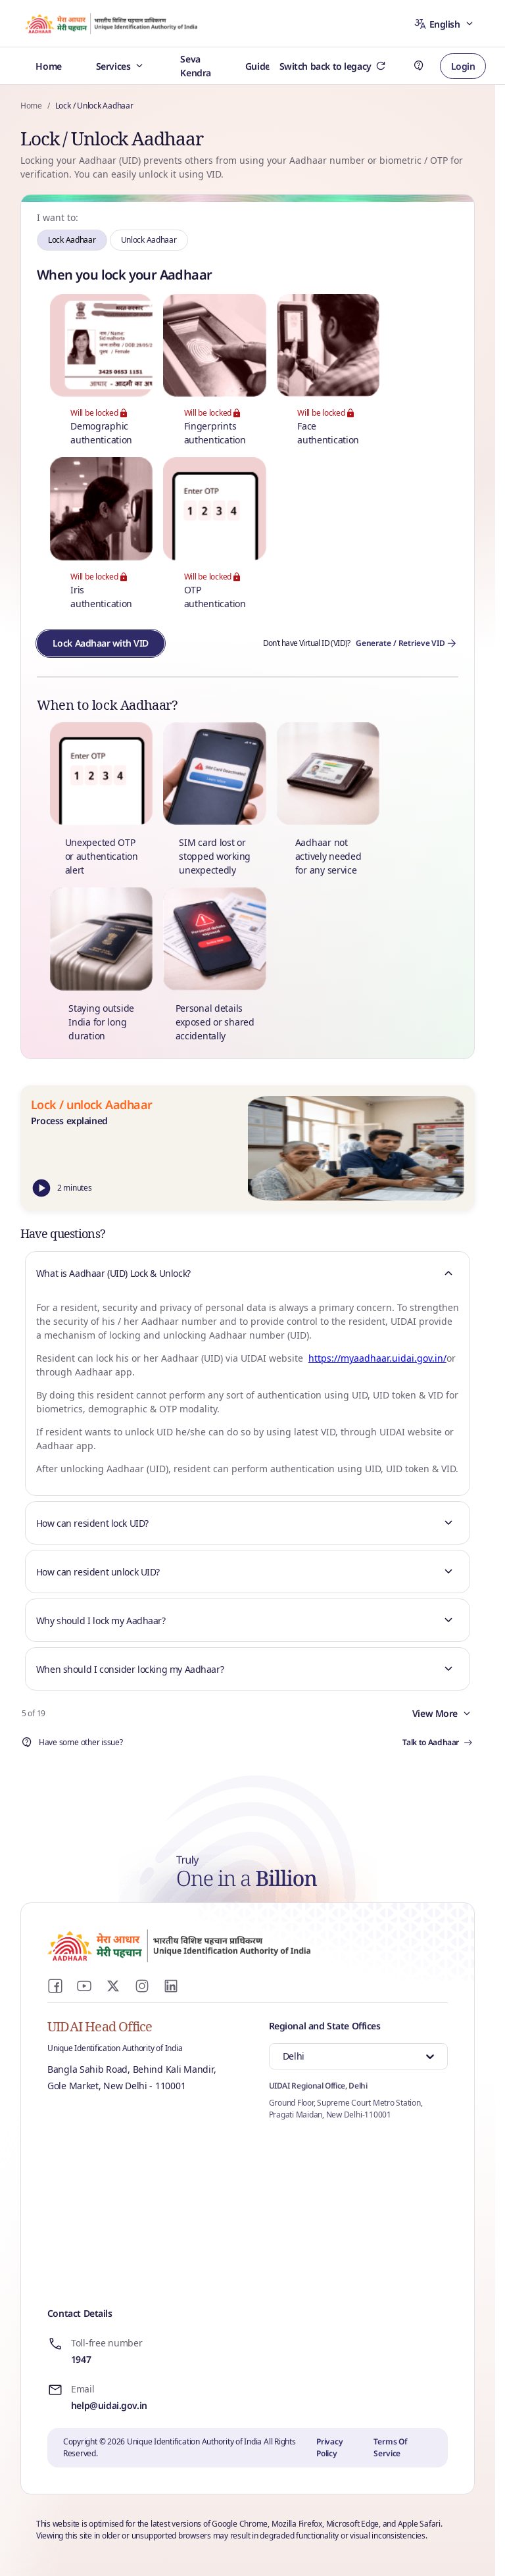 मेरा आधार
मेरी पहचान
भारतीय विशिष्ट पहचान प्राधिकरण
Unique Identification Authority of India
English
Home
Services
Seva
Kendra
Guide
Switch back to legacy
Login
Home / Lock / Unlock Aadhaar
Lock / Unlock Aadhaar
Locking your Aadhaar (UID) prevents others from using your Aadhaar number or biometric / OTP for
verification. You can easily unlock it using VID.
I want to:
Lock Aadhaar
Unlock Aadhaar
When you lock your Aadhaar
3425 0653 1151
Will be locked
Demographic
authentication
Will be locked
Fingerprints
authentication
Will be locked
Face
authentication
Enter OTP
1 2 3 4
Will be locked
Iris
authentication
Will be locked
OTP
authentication
Lock Aadhaar with VID
Don't have Virtual ID (VID)? Generate / Retrieve VID
When to lock Aadhaar?
Enter OTP
1 2 3 4
SIM Card Deactivated
Unexpected OTP
or authentication
alert
SIM card lost or
stopped working
unexpectedly
Aadhaar not
actively needed
for any service
Personal details
exposed
Staying outside
India for long
duration
Personal details
exposed or shared
accidentally
Lock / unlock Aadhaar
Process explained
2 minutes
Have questions?
What is Aadhaar (UID) Lock & Unlock?
For a resident, security and privacy of personal data is always a primary concern. To strengthen
the security of his / her Aadhaar number and to provide control to the resident, UIDAI provide
a mechanism of locking and unlocking Aadhaar number (UID).
Resident can lock his or her Aadhaar (UID) via UIDAI website https://myaadhaar.uidai.gov.in/or
through Aadhaar app.
By doing this resident cannot perform any sort of authentication using UID, UID token & VID for
biometrics, demographic & OTP modality.
If resident wants to unlock UID he/she can do so by using latest VID, through UIDAI website or
Aadhaar app.
After unlocking Aadhaar (UID), resident can perform authentication using UID, UID token & VID.
How can resident lock UID?
How can resident unlock UID?
Why should I lock my Aadhaar?
When should I consider locking my Aadhaar?
5 of 19
View More
Have some other issue?
Talk to Aadhaar
Truly
One in a Billion
मेरा आधार
मेरी पहचान
भारतीय विशिष्ट पहचान प्राधिकरण
Unique Identification Authority of India
UIDAI Head Office
Unique Identification Authority of India
Bangla Sahib Road, Behind Kali Mandir,
Gole Market, New Delhi - 110001
Regional and State Offices
Delhi
UIDAI Regional Office, Delhi
Ground Floor, Supreme Court Metro Station,
Pragati Maidan, New Delhi-110001
Contact Details
Toll-free number
1947
Email
help@uidai.gov.in
Copyright © 2026 Unique Identification Authority of India All Rights
Reserved.
Privacy
Policy
Terms Of
Service
This website is optimised for the latest versions of Google Chrome, Mozilla Firefox, Microsoft Edge, and Apple Safari.
Viewing this site in older or unsupported browsers may result in degraded functionality or visual inconsistencies.